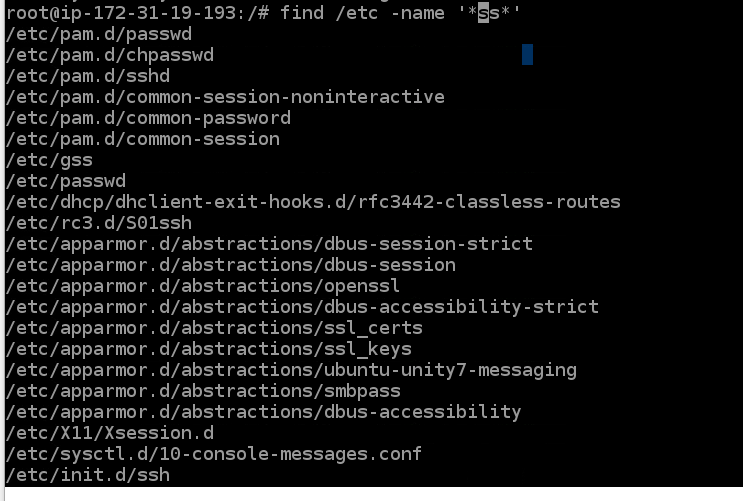 root@ip-172-31-19-193:/# find /etc -name '*ss*'
/etc/pam.d/passwd
/etc/pam.d/chpasswd
/etc/pam.d/sshd
/etc/pam.d/common-session-noninteractive
/etc/pam.d/common-password
/etc/pam.d/common-session
/etc/gss
/etc/passwd
/etc/dhcp/dhclient-exit-hooks.d/rfc3442-classless-routes
/etc/rc3.d/S01ssh
/etc/apparmor.d/abstractions/dbus-session-strict
/etc/apparmor.d/abstractions/dbus-session
/etc/apparmor.d/abstractions/openssl
/etc/apparmor.d/abstractions/dbus-accessibility-strict
/etc/apparmor.d/abstractions/ssl_certs
/etc/apparmor.d/abstractions/ssl_keys
/etc/apparmor.d/abstractions/ubuntu-unity7-messaging
/etc/apparmor.d/abstractions/smbpass
/etc/apparmor.d/abstractions/dbus-accessibility
/etc/X11/Xsession.d
/etc/sysctl.d/10-console-messages.conf
/etc/init.d/ssh